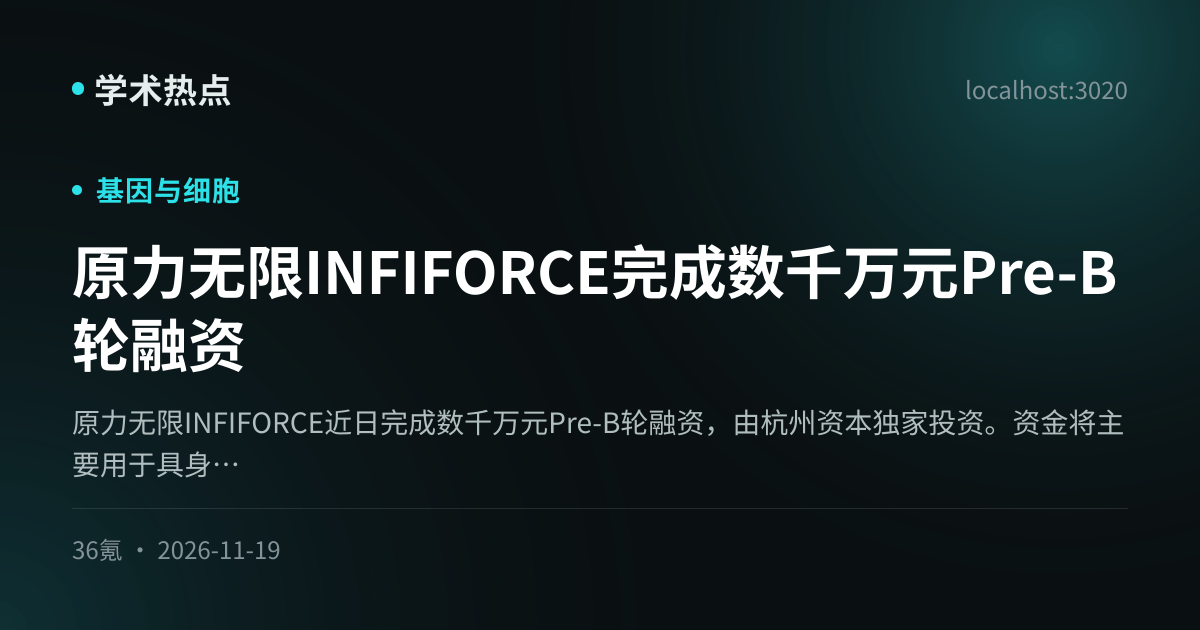 学术热点
localhost:3020
基因与细胞
原力无限INFIFORCE完成数千万元Pre-B
轮融资
原力无限INFIFORCE近日完成数千万元Pre-B轮融资，由杭州资本独家投资。资金将主
要用于具身…
36氪 · 2026-11-19